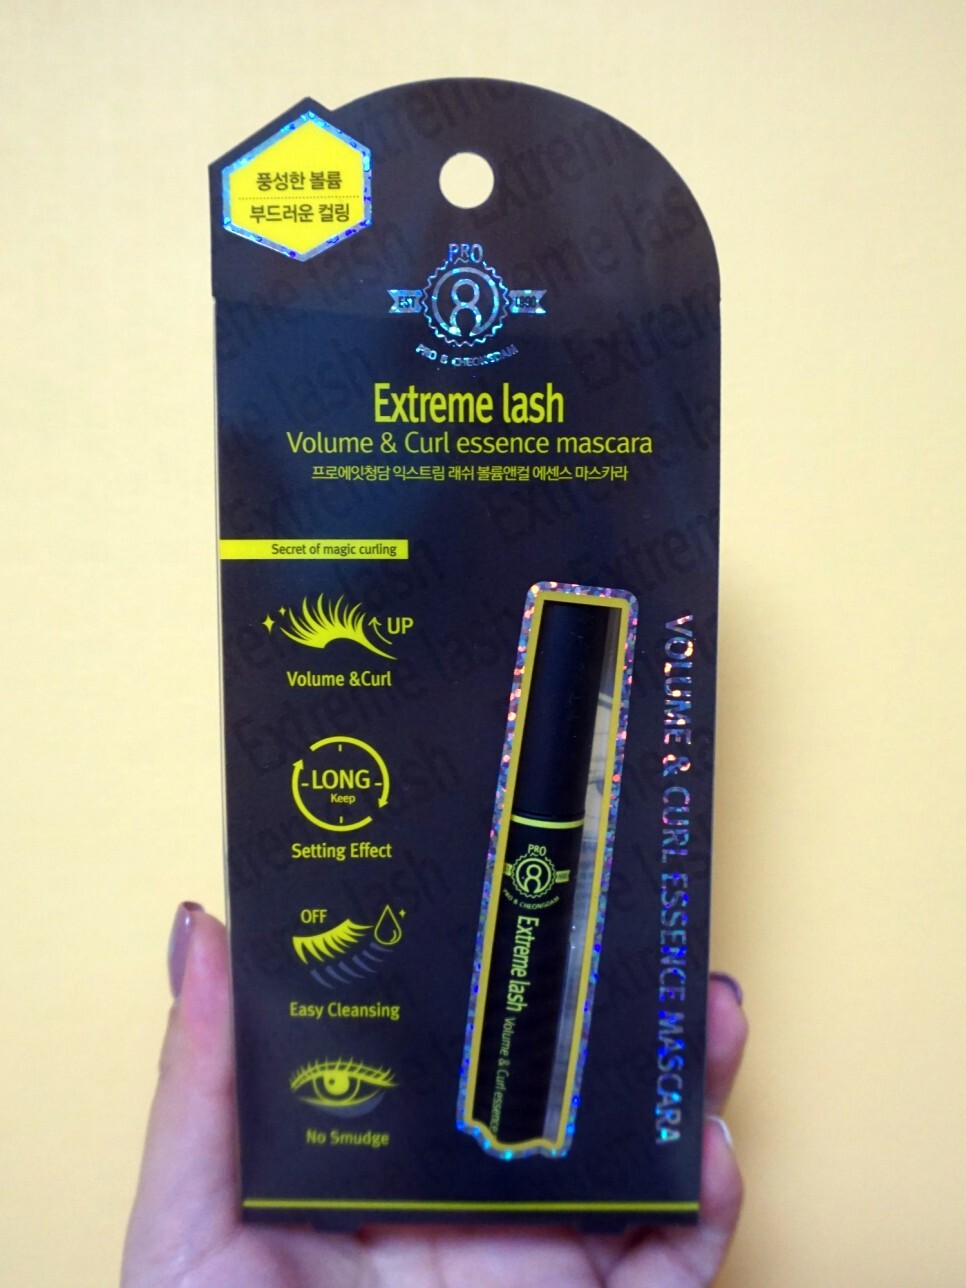 풍성한 볼륨
부드러운 컬링
PRO
EST 1990
PRO 8 CHEONGDAM
Extreme lash
Volume & Curl essence mascara
프로에잇청담 익스트림 래쉬 볼륨앤컬 에센스 마스카라
Secret of magic curling
UP
Volume &Curl
LONG
Keep
Setting Effect
OFF
Easy Cleansing
No Smudge
PRO
PRO 8 CHEONGDAM
Extreme lash Volume & Curl essence
VOLUME & CURL ESSENCE MASCARA